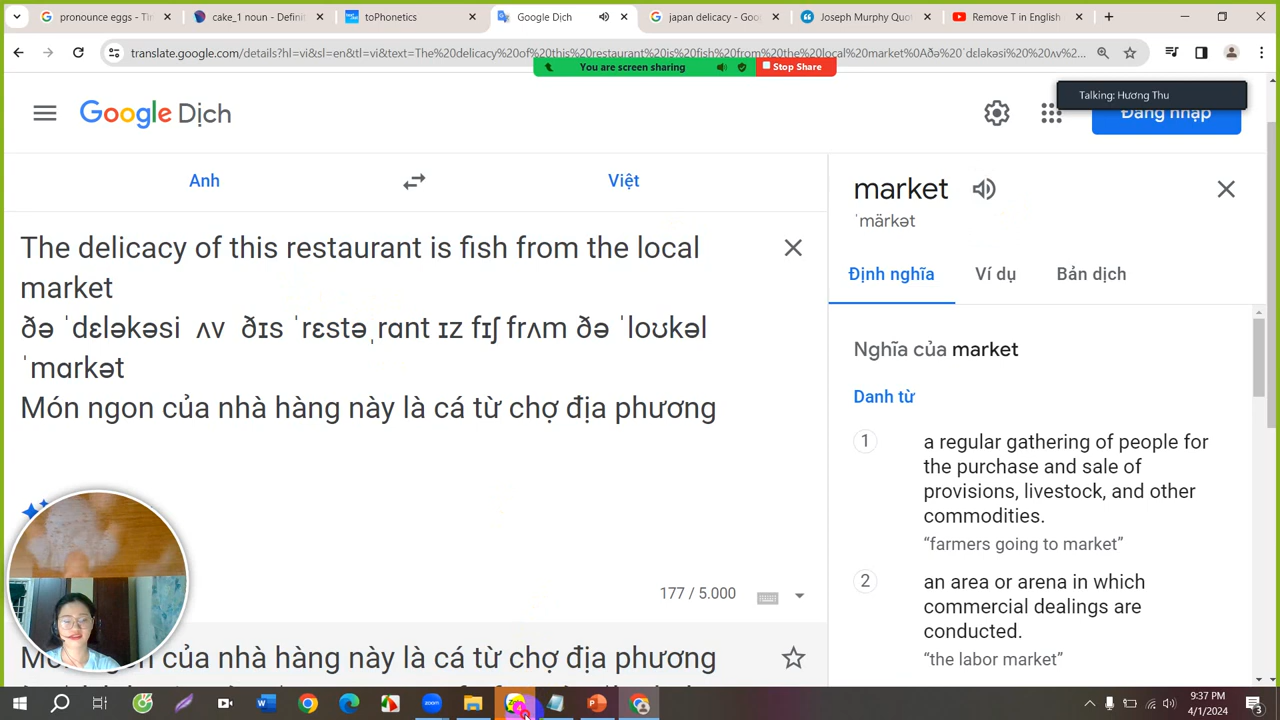 pronounce eggs - Tìm
cake_1 noun - Definit
toPhonetics
Google Dịch
japan delicacy - Goo
Joseph Murphy Quot
Remove T in English
translate.google.com/details?hl=vi&sl=en&tl=vi&text=The%20delicacy%20of%20this%20restaurant%20is%20fish%20from%20the%20local%20market%0Aðə%20ˈdɛləkəsi%20%20ʌv%2...
You are screen sharing
Stop Share
Talking: Hương Thu
Google Dịch
Đăng nhập
Anh
Việt
The delicacy of this restaurant is fish from the local
market
ðə ˈdɛləkəsi ʌv ðɪs ˈrɛstəˌrɑnt ɪz fɪʃ frʌm ðə ˈloʊkəl
ˈmɑrkət
Món ngon của nhà hàng này là cá từ chợ địa phương
177 / 5.000
Món ngon của nhà hàng này là cá từ chợ địa phương
market
ˈmärkət
Định nghĩa
Ví dụ
Bản dịch
Nghĩa của market
Danh từ
1
a regular gathering of people for
the purchase and sale of
provisions, livestock, and other
commodities.
“farmers going to market”
2
an area or arena in which
commercial dealings are
conducted.
“the labor market”
zoom
9:37 PM
4/1/2024
3